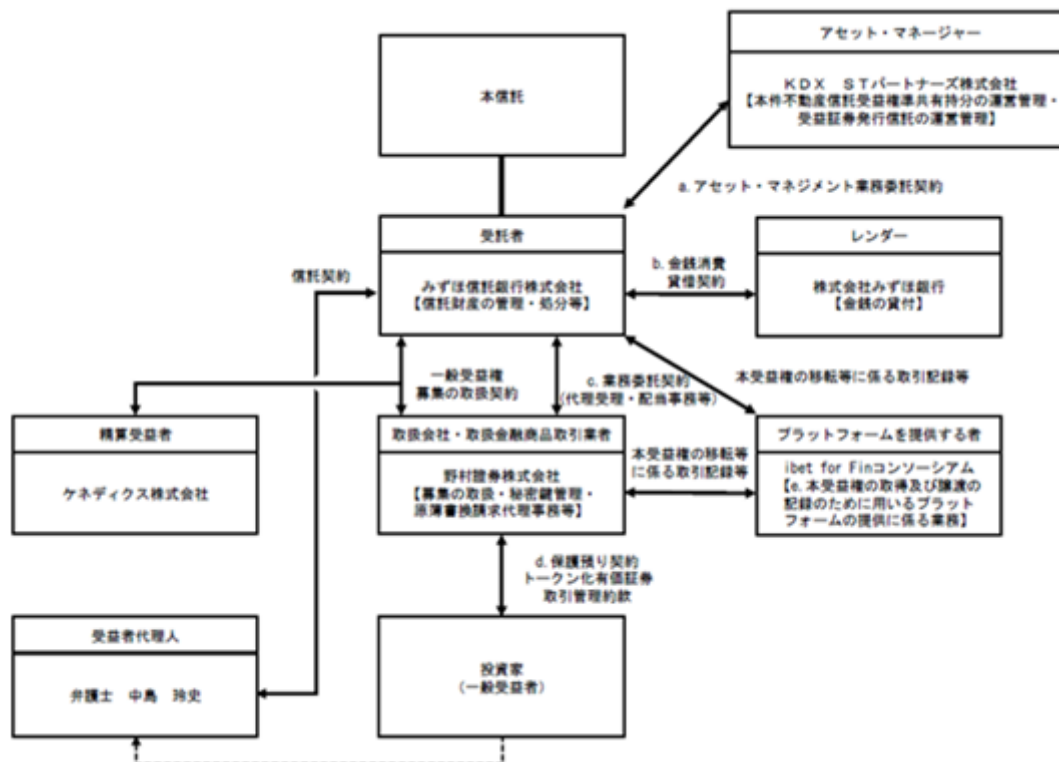 アセット・マネージャー
KDX STパートナーズ株式会社
【本件不動産信託受益権準共有持分の運営管理・
受益証券発行信託の運営管理】
本信託
a. アセット・マネジメント業務委託契約
受託者
みずほ信託銀行株式会社
【信託財産の管理・処分等】
信託契約
b. 金銭消費
貸借契約
レンダー
株式会社みずほ銀行
【金銭の貸付】
一般受益権
募集の取扱契約
c. 業務委託契約
(代理受理・配当事務等)
本受益権の移転等に係る取引記録等
精算受益者
ケネディクス株式会社
取扱会社・取扱金融商品取引業者
野村證券株式会社
【募集の取扱・秘密鍵管理・
原簿書換請求代理事務等】
本受益権の移転等
に係る取引記録等
プラットフォームを提供する者
ibet for Finコンソーシアム
【e. 本受益権の取得及び譲渡の
記録のために用いるプラット
フォームの提供に係る業務】
d. 保護預り契約
トークン化有価証券
取引管理約款
受益者代理人
弁護士 中島 玲史
投資家
(一般受益者)